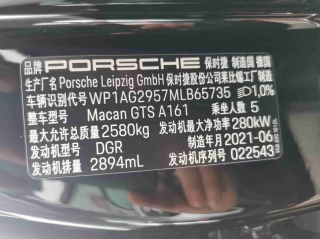 品牌 PORSCHE 保时捷 制造国 德国
生产厂名 Porsche Leipzig GmbH 保时捷股份公司莱比锡工厂制造
车辆识别代号 WP1AG2957MLB65735 1,0%
车辆型号 Macan GTS A161 乘坐人数 5
最大允许总质量 2580kg 发动机最大净功率 280kW
发动机型号 DGR 制造年月 2021-06
发动机排量 2894mL 发动机序列号 022543